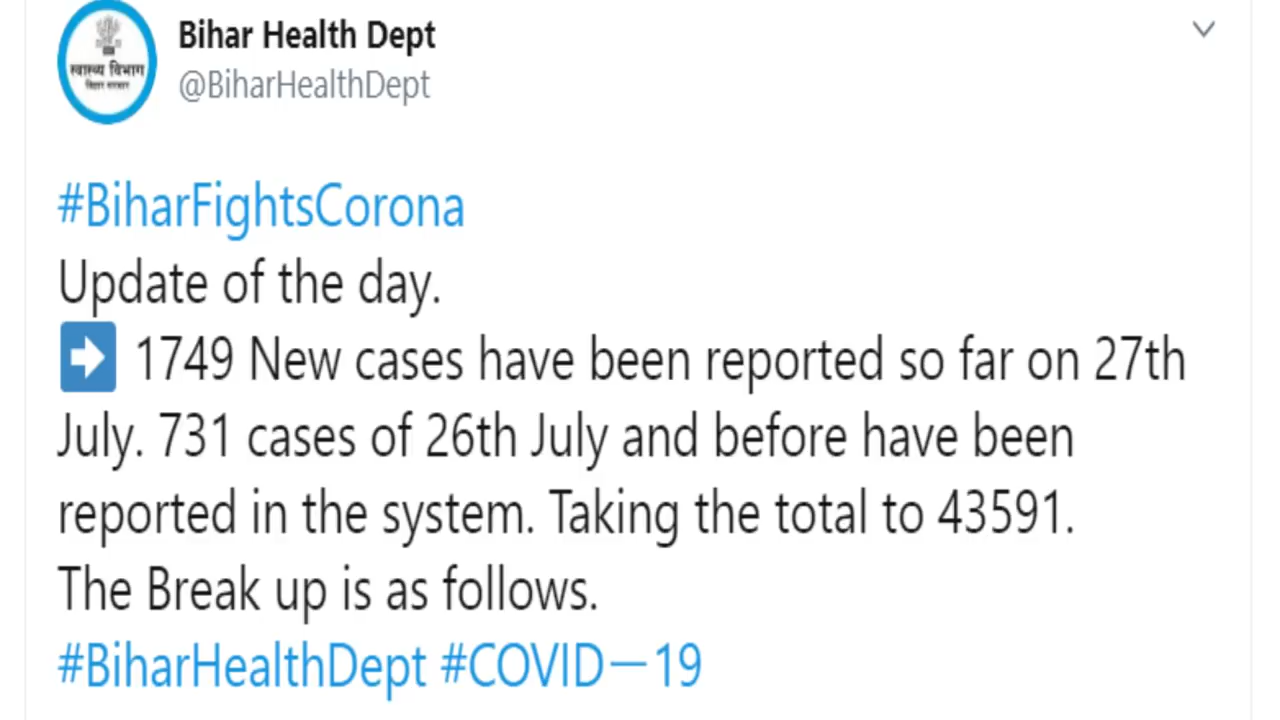 Bihar Health Dept
@BiharHealthDept
स्वास्थ्य विभाग
बिहार सरकार
#BiharFightsCorona
Update of the day.
➡ 1749 New cases have been reported so far on 27th
July. 731 cases of 26th July and before have been
reported in the system. Taking the total to 43591.
The Break up is as follows.
#BiharHealthDept #COVID—19